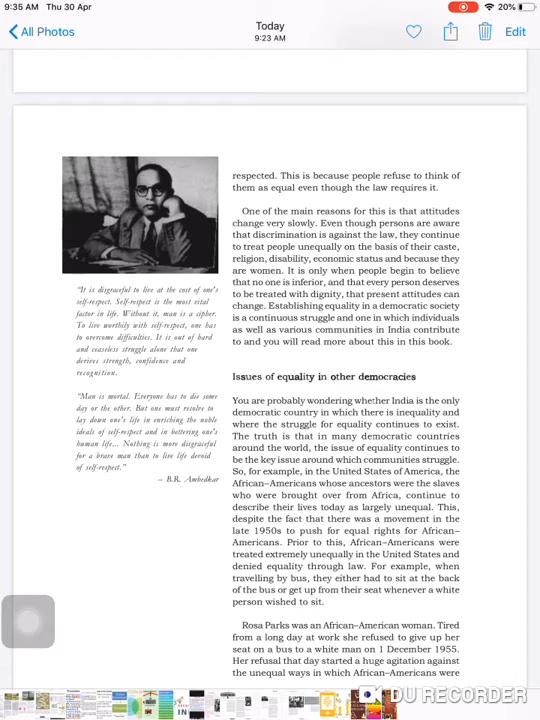 9:35 AM Thu 30 Apr
20%
All Photos
Today
9:23 AM
Edit
"It is disgraceful to live at the cost of one's
self-respect. Self-respect is the most vital
factor in life. Without it, man is a cipher.
To live worthily with self-respect, one has
to overcome difficulties. It is out of hard
and ceaseless struggle alone that one
derives strength, confidence and
recognition.
"Man is mortal. Everyone has to die some
day or the other. But one must resolve to
lay down one's life in enriching the noble
ideals of self-respect and in bettering one's
human life... Nothing is more disgraceful
for a brave man than to live life devoid
of self-respect."
– B.R. Ambedkar
respected. This is because people refuse to think of
them as equal even though the law requires it.
One of the main reasons for this is that attitudes
change very slowly. Even though persons are aware
that discrimination is against the law, they continue
to treat people unequally on the basis of their caste,
religion, disability, economic status and because they
are women. It is only when people begin to believe
that no one is inferior, and that every person deserves
to be treated with dignity, that present attitudes can
change. Establishing equality in a democratic society
is a continuous struggle and one in which individuals
as well as various communities in India contribute
to and you will read more about this in this book.
Issues of equality in other democracies
You are probably wondering whether India is the only
democratic country in which there is inequality and
where the struggle for equality continues to exist.
The truth is that in many democratic countries
around the world, the issue of equality continues to
be the key issue around which communities struggle.
So, for example, in the United States of America, the
African–Americans whose ancestors were the slaves
who were brought over from Africa, continue to
describe their lives today as largely unequal. This,
despite the fact that there was a movement in the
late 1950s to push for equal rights for African–
Americans. Prior to this, African–Americans were
treated extremely unequally in the United States and
denied equality through law. For example, when
travelling by bus, they either had to sit at the back
of the bus or get up from their seat whenever a white
person wished to sit.
Rosa Parks was an African–American woman. Tired
from a long day at work she refused to give up her
seat on a bus to a white man on 1 December 1955.
Her refusal that day started a huge agitation against
the unequal ways in which African–Americans were
DU RECORDER